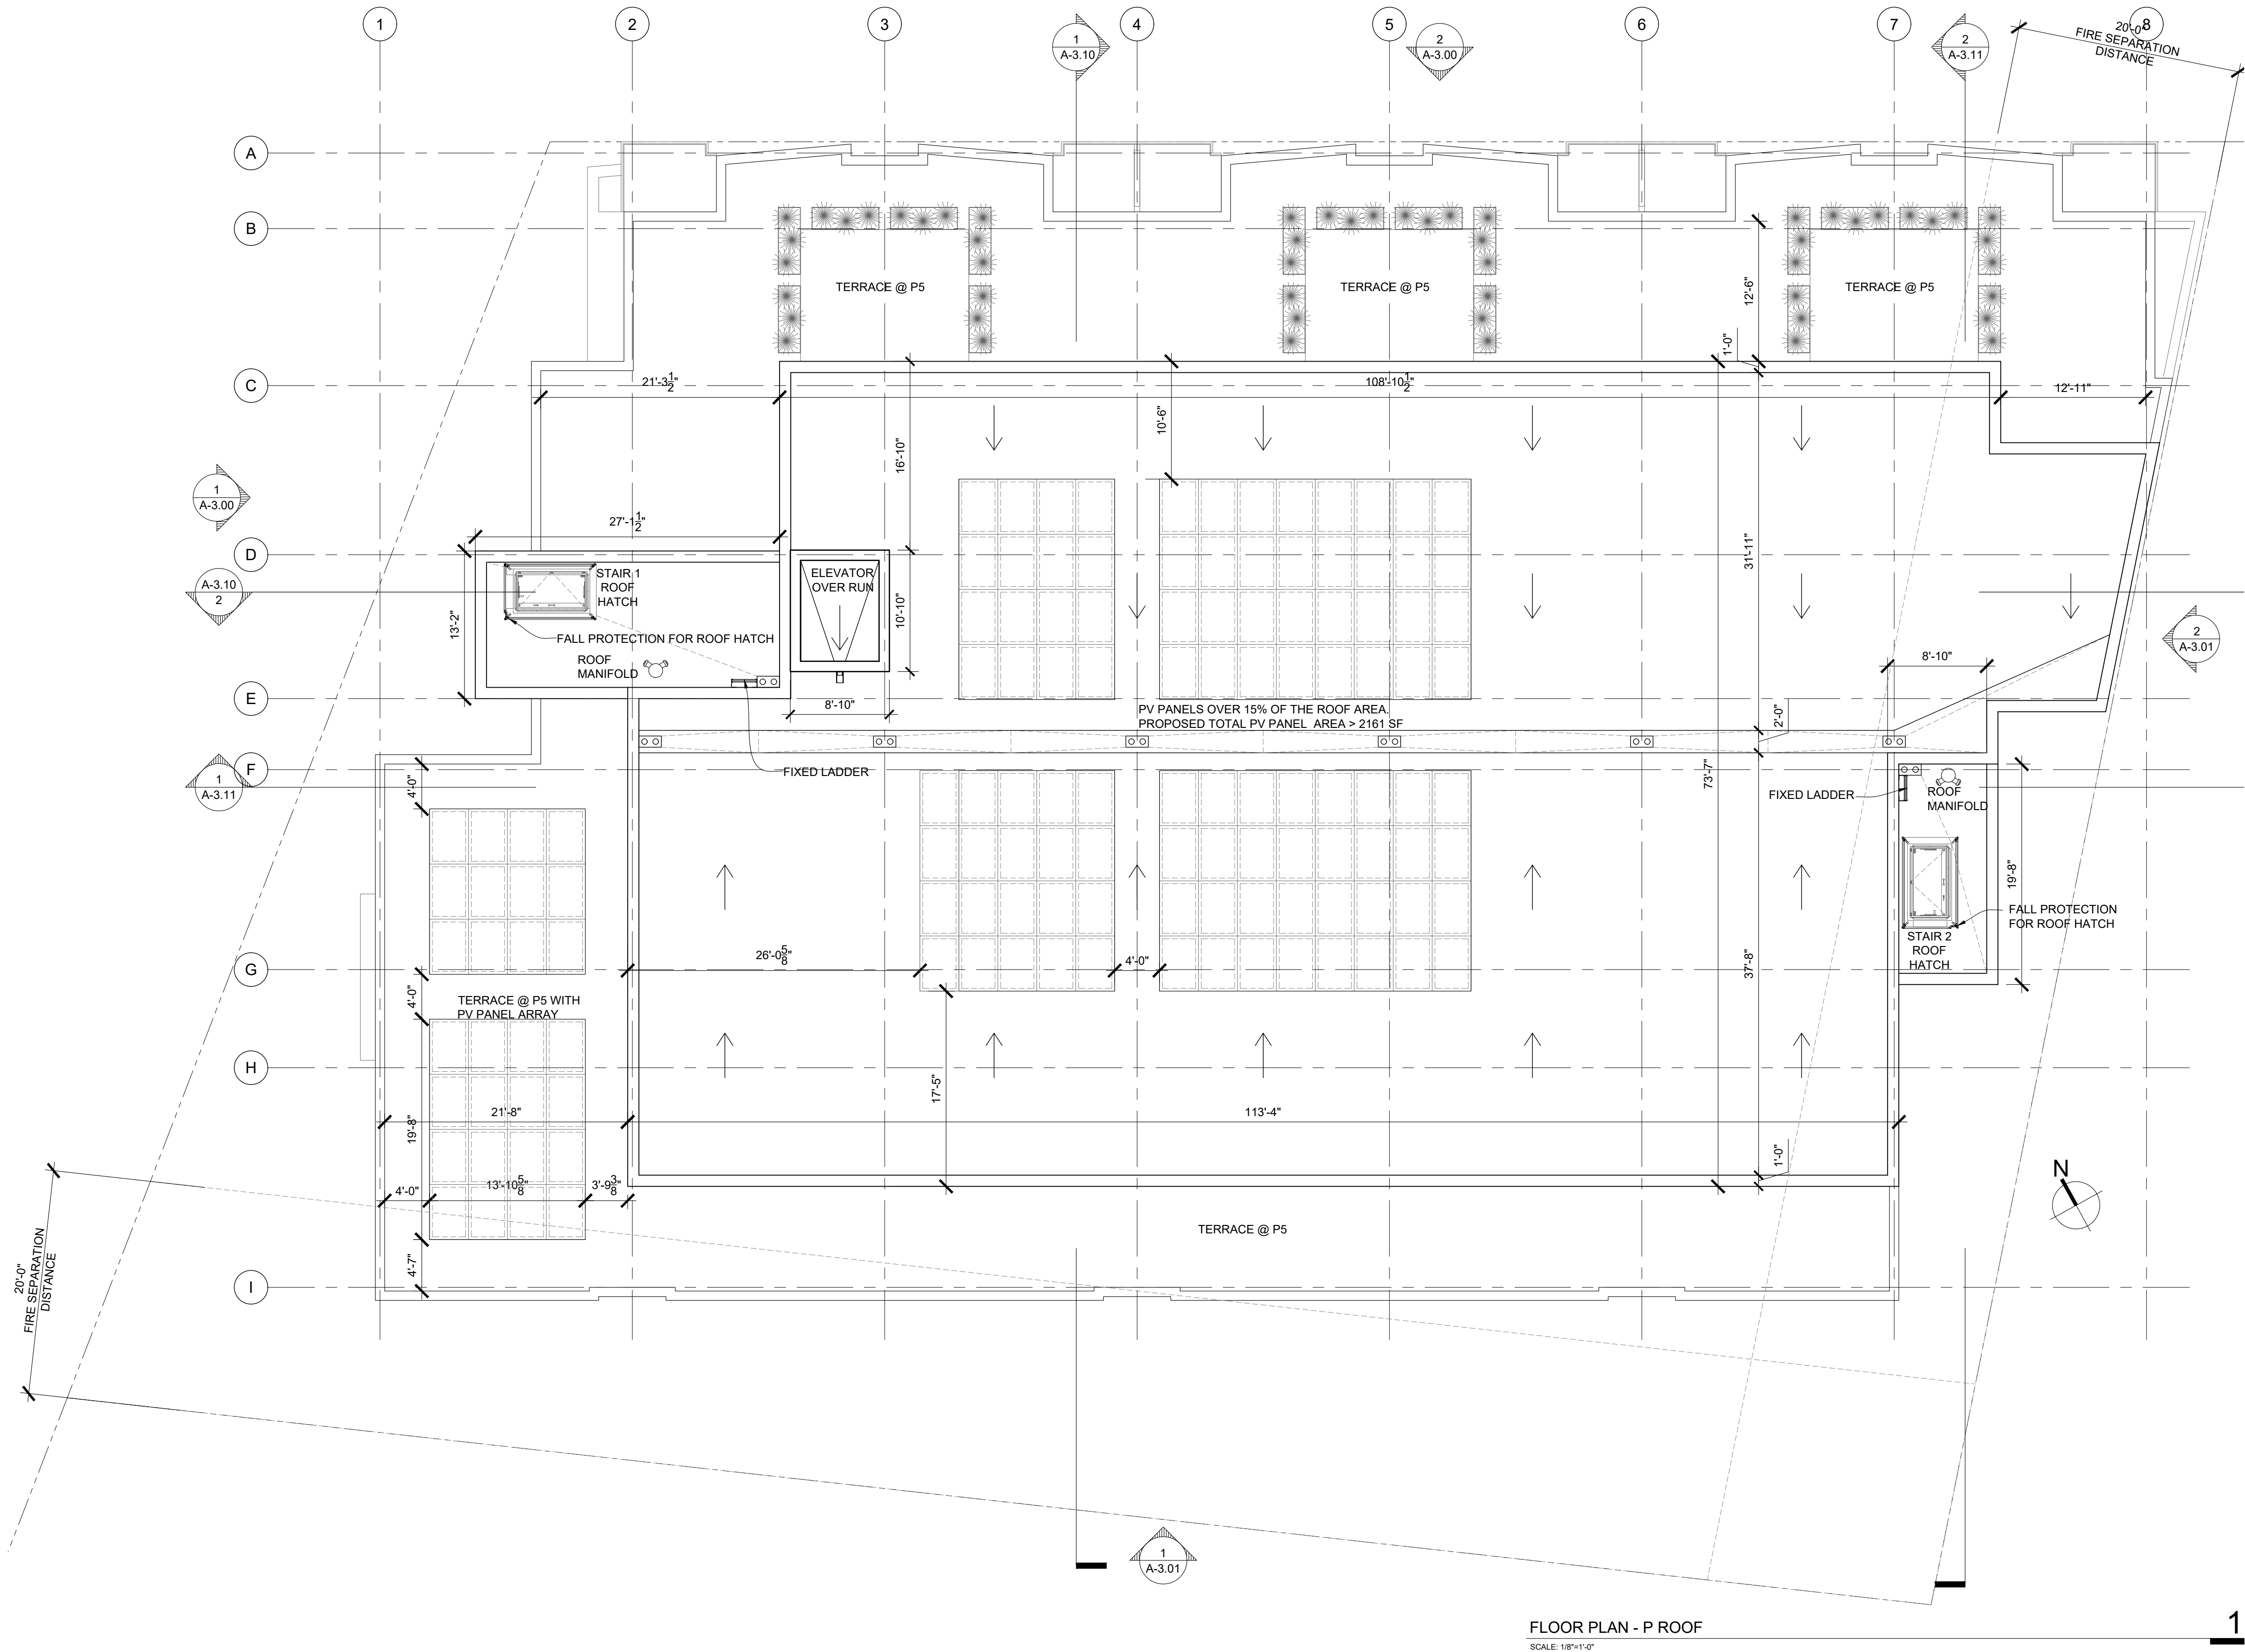 1
2
3
4
5
6
7
8
1
A-3.10
2
A-3.00
2
A-3.11
20'-0"
FIRE SEPARATION
DISTANCE
A
B
C
D
E
F
G
H
I
TERRACE @ P5
TERRACE @ P5
TERRACE @ P5
12'-6"
1'-0"
21'-3 1/2"
108'-10 1/2"
12'-11"
10'-6"
16'-10"
1
A-3.00
27'-1 1/2"
31'-11"
A-3.10
2
13'-2"
STAIR 1
ROOF
HATCH
ELEVATOR
OVER RUN
10'-10"
FALL PROTECTION FOR ROOF HATCH
ROOF
MANIFOLD
2
A-3.01
8'-10"
8'-10"
PV PANELS OVER 15% OF THE ROOF AREA.
PROPOSED TOTAL PV PANEL AREA > 2161 SF
2'-0"
FIXED LADDER
73'-7"
1
A-3.11
4'-0"
FIXED LADDER
ROOF
MANIFOLD
19'-8"
FALL PROTECTION
FOR ROOF HATCH
STAIR 2
ROOF
HATCH
26'-0 5/8"
4'-0"
37'-8"
4'-0"
TERRACE @ P5 WITH
PV PANEL ARRAY
17'-5"
21'-8"
113'-4"
19'-8"
1'-0"
4'-0"
13'-10 5/8"
3'-9 3/8"
N
TERRACE @ P5
4'-7"
20'-0"
FIRE SEPARATION
DISTANCE
1
A-3.01
FLOOR PLAN - P ROOF
1
SCALE: 1/8"=1'-0"